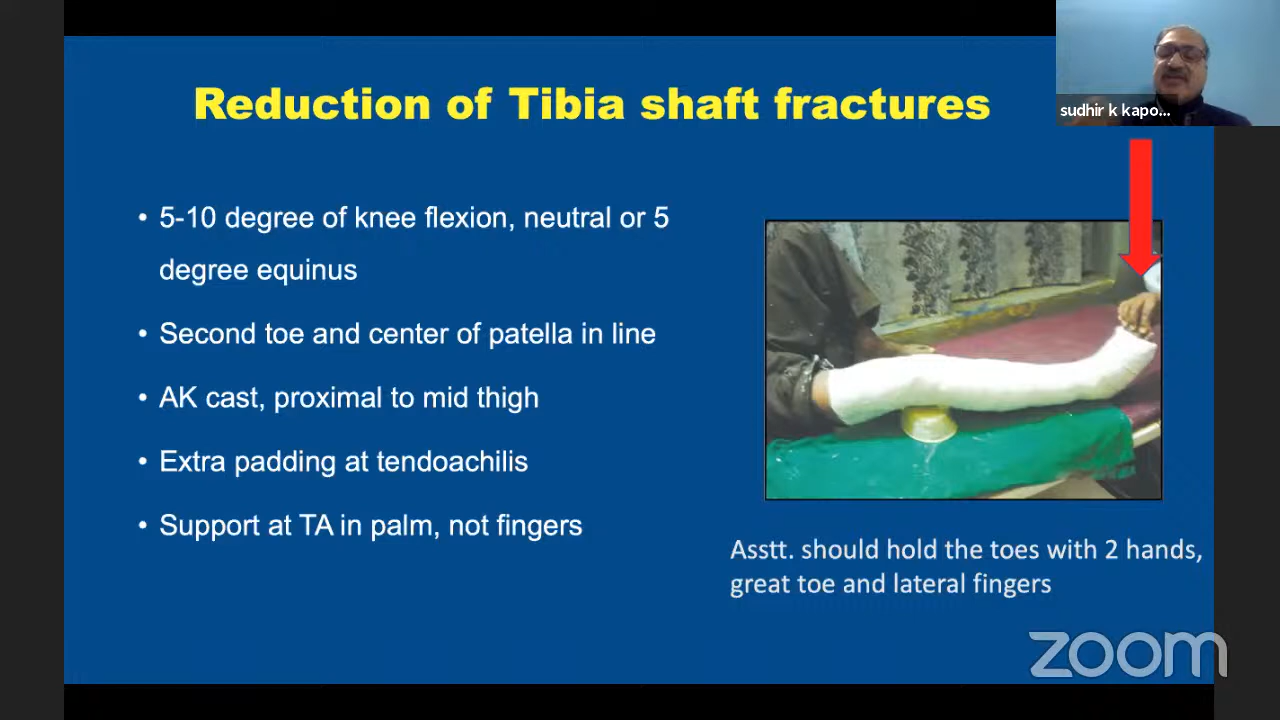 Reduction of Tibia shaft fractures
sudhir k kapo...
• 5-10 degree of knee flexion, neutral or 5
degree equinus
• Second toe and center of patella in line
• AK cast, proximal to mid thigh
• Extra padding at tendoachilis
• Support at TA in palm, not fingers
Asstt. should hold the toes with 2 hands,
great toe and lateral fingers
zoom